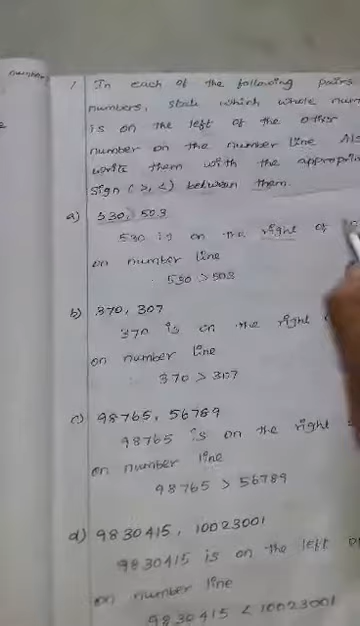 number
1. In each of the following pairs
numbers, state which whole num
is on the left of the other
number on the number line. Als
write them with the appropria
sign (>, <) between them.
a) 530, 503
530 is on the right of
on number line
530 > 503
b) 370, 307
370 is on the right
on number line
370 > 307
c) 98765, 56789
98765 is on the right
on number line
98765 > 56789
d) 9830415, 10023001
9830415 is on the left
on number line
9830415 < 10023001